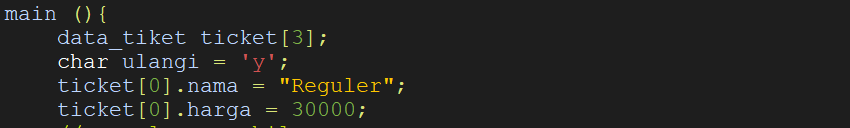 main (){
data_tiket ticket[3];
char ulangi = 'y';
ticket[0].nama = "Reguler";
ticket[0].harga = 30000;